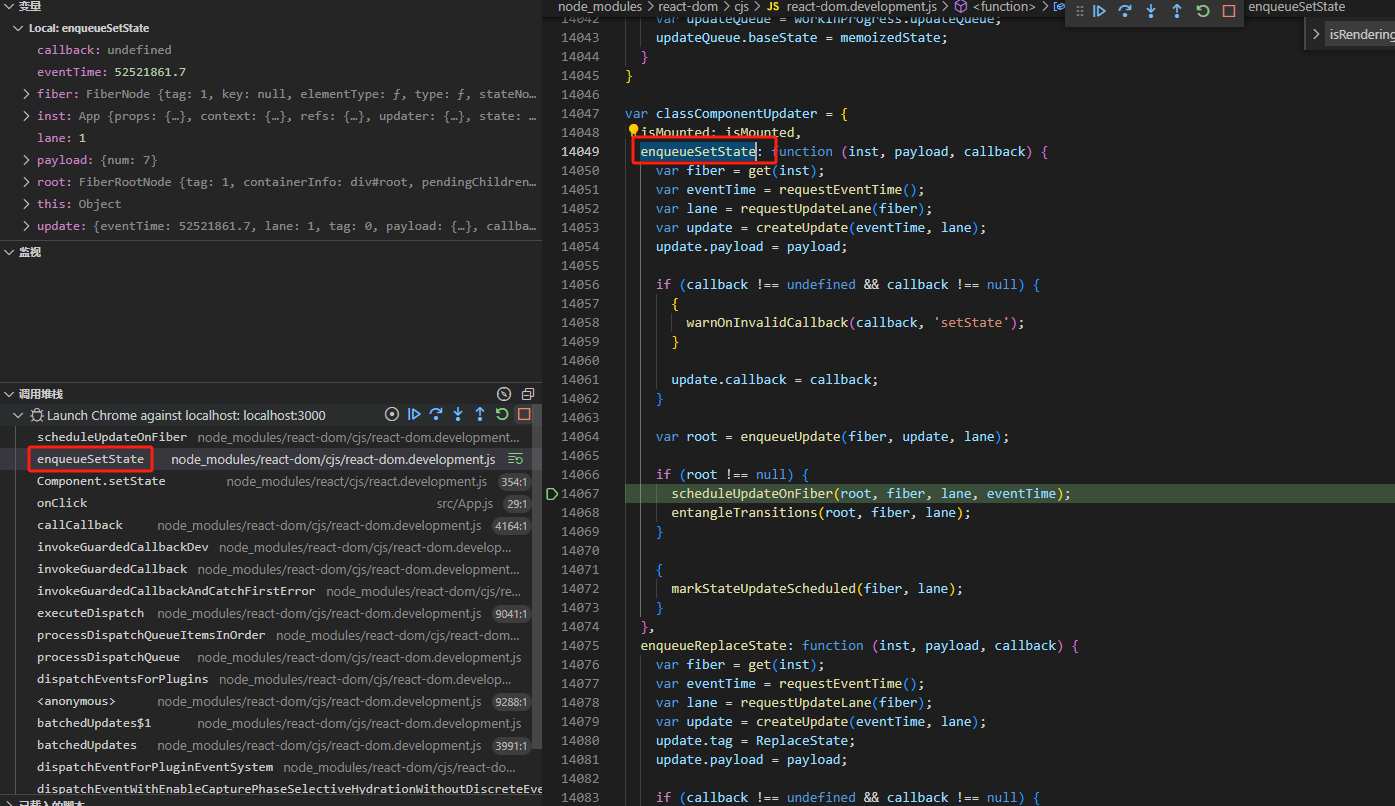 变量
Local: enqueueSetState
callback: undefined
eventTime: 52521861.7
fiber: FiberNode {tag: 1, key: null, elementType: ƒ, type: ƒ, stateNo…
inst: App {props: {…}, context: {…}, refs: {…}, updater: {…}, state: …
lane: 1
payload: {num: 7}
root: FiberRootNode {tag: 1, containerInfo: div#root, pendingChildren…
this: Object
update: {eventTime: 52521861.7, lane: 1, tag: 0, payload: {…}, callba…
监视
调用堆栈
Launch Chrome against localhost: localhost:3000
scheduleUpdateOnFiber node_modules/react-dom/cjs/react-dom.development...
enqueueSetState node_modules/react-dom/cjs/react-dom.development.js
Component.setState node_modules/react-dom/cjs/react-dom.development.js 354:1
onClick src/App.js 29:1
callCallback node_modules/react-dom/cjs/react-dom.development.js 4164:1
invokeGuardedCallbackDev node_modules/react-dom/cjs/react-dom.develop...
invokeGuardedCallback node_modules/react-dom/cjs/react-dom.development...
invokeGuardedCallbackAndCatchFirstError node_modules/react-dom/cjs/re...
executeDispatch node_modules/react-dom/cjs/react-dom.development.js 9041:1
processDispatchQueueItemsInOrder node_modules/react-dom/cjs/react-dom...
processDispatchQueue node_modules/react-dom/cjs/react-dom.development.js
dispatchEventsForPlugins node_modules/react-dom/cjs/react-dom.develop...
<anonymous> node_modules/react-dom/cjs/react-dom.development.js 9288:1
batchedUpdates$1 node_modules/react-dom/cjs/react-dom.development.js
batchedUpdates node_modules/react-dom/cjs/react-dom.development.js 3991:1
dispatchEventForPluginEventSystem node_modules/react-dom/cjs/react-do...
dispatchEventWithEnableCapturePhaseSelectiveHydrationWithoutDiscreteEve
已载入的脚本
node_modules > react-dom > cjs > JS react-dom.development.js > <function> > enqueueSetState
isRendering
14042 var updateQueue = workInProgress.updateQueue;
14043 updateQueue.baseState = memoizedState;
14044 }
14045 }
14046
14047 var classComponentUpdater = {
14048 isMounted: isMounted,
14049 enqueueSetState: function (inst, payload, callback) {
14050 var fiber = get(inst);
14051 var eventTime = requestEventTime();
14052 var lane = requestUpdateLane(fiber);
14053 var update = createUpdate(eventTime, lane);
14054 update.payload = payload;
14055
14056 if (callback !== undefined && callback !== null) {
14057 {
14058 warnOnInvalidCallback(callback, 'setState');
14059 }
14060
14061 update.callback = callback;
14062 }
14063
14064 var root = enqueueUpdate(fiber, update, lane);
14065
14066 if (root !== null) {
14067 scheduleUpdateOnFiber(root, fiber, lane, eventTime);
14068 entangleTransitions(root, fiber, lane);
14069 }
14070
14071 {
14072 markStateUpdateScheduled(fiber, lane);
14073 }
14074 },
14075 enqueueReplaceState: function (inst, payload, callback) {
14076 var fiber = get(inst);
14077 var eventTime = requestEventTime();
14078 var lane = requestUpdateLane(fiber);
14079 var update = createUpdate(eventTime, lane);
14080 update.tag = ReplaceState;
14081 update.payload = payload;
14082
14083 if (callback !== undefined && callback !== null) {